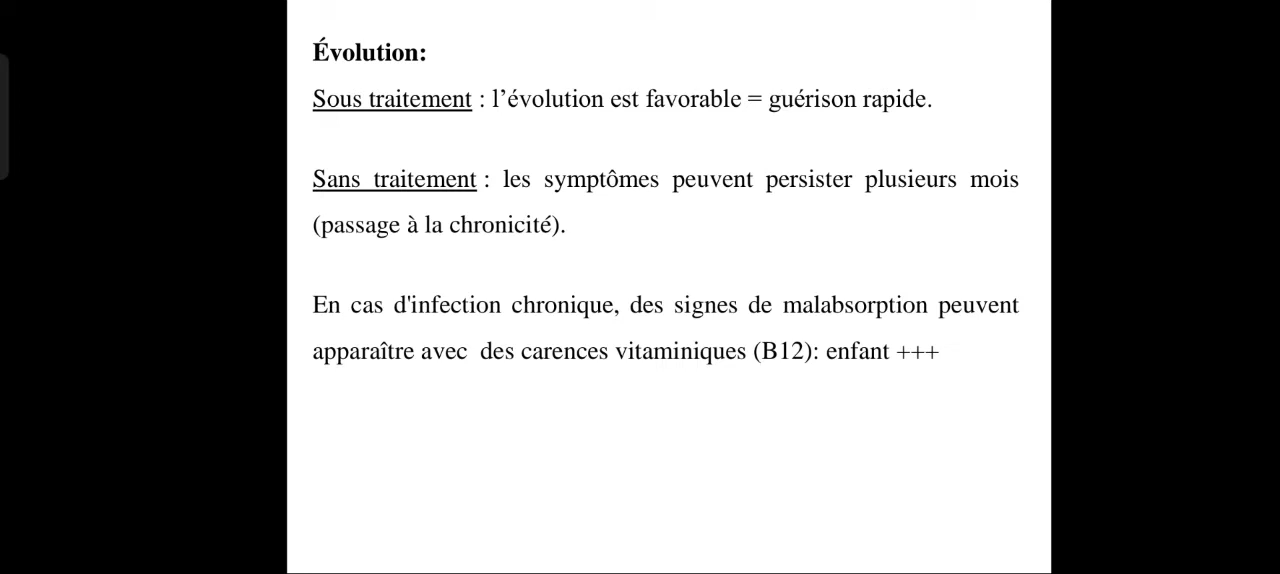 Évolution:
Sous traitement : l’évolution est favorable = guérison rapide.
Sans traitement : les symptômes peuvent persister plusieurs mois
(passage à la chronicité).
En cas d'infection chronique, des signes de malabsorption peuvent
apparaître avec  des carences vitaminiques (B12): enfant +++